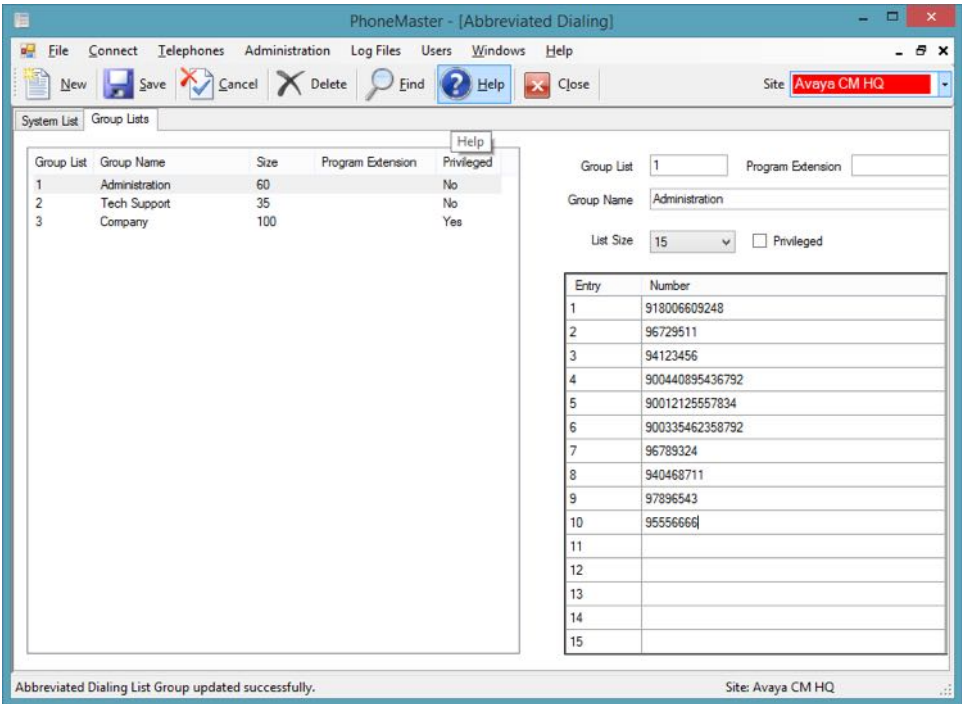 PhoneMaster - [Abbreviated Dialing]
File Connect Telephones Administration Log Files Users Windows Help
New Save Cancel Delete Find Help Close Site Avaya CM HQ
System List Group Lists
Help
Group List Group Name Size Program Extension Privileged
1 Administration 60 No
2 Tech Support 35 No
3 Company 100 Yes
Group List 1 Program Extension
Group Name Administration
List Size 15 Privileged
Entry Number
1 918006609248
2 96729511
3 94123456
4 900440895436792
5 90012125557834
6 900335462358792
7 96789324
8 940468711
9 97896543
10 95556666
11
12
13
14
15
Abbreviated Dialing List Group updated successfully. Site: Avaya CM HQ